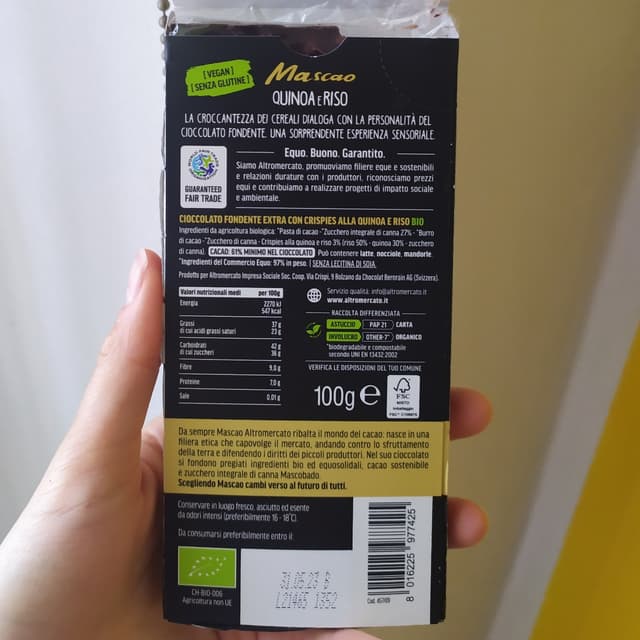 [VEGAN]
[SENZA GLUTINE]
Mascao
QUINOA E RISO
LA CROCCANTEZZA DEI CEREALI DIALOGA CON LA PERSONALITÀ DEL
CIOCCOLATO FONDENTE. UNA SORPRENDENTE ESPERIENZA SENSORIALE.
GUARANTEED
FAIR TRADE
Equo. Buono. Garantito.
Siamo Altromercato, promuoviamo filiere eque e sostenibili
e relazioni durature con i produttori, riconosciamo prezzi
equi e contribuiamo a realizzare progetti di impatto sociale
e ambientale.
CIOCCOLATO FONDENTE EXTRA CON CRISPIES ALLA QUINOA E RISO BIO
Ingredienti da agricoltura biologica: °Pasta di cacao - °Zucchero integrale di canna 27% - °Burro
di cacao - °Zucchero di canna - Crispies alla quinoa e riso 3% (riso 50% - quinoa 30% - zucchero
di canna). CACAO: 61% MINIMO NEL CIOCCOLATO Può contenere latte, nocciole, mandorle.
°Ingredienti del Commercio Equo: 97% in peso. | SENZA LECITINA DI SOIA.
Prodotto per Altromercato Impresa Sociale Soc. Coop. Via Crispi, 9 Bolzano da Chocolat Bernrain AG (Svizzera).
Valori nutrizionali medi per 100g
Energia 2270 kJ
547 kcal
Grassi 37 g
di cui acidi grassi saturi 23 g
Carboidrati 42 g
di cui zuccheri 36 g
Fibre 9,0 g
Proteine 7,0 g
Sale 0,01 g
Servizio qualità: info@altromercato.it
www.altromercato.it
RACCOLTA DIFFERENZIATA
ASTUCCIO PAP 21 CARTA
INVOLUCRO OTHER-7* ORGANICO
*biodegradabile e compostabile
secondo UNI EN 13432:2002
VERIFICA LE DISPOSIZIONI DEL TUO COMUNE
100g e
FSC
MISTO
Imballaggio
Da sempre Mascao Altromercato ribalta il mondo del cacao: nasce in una
filiera etica che capovolge il mercato, andando contro lo sfruttamento
della terra e difendendo i diritti dei piccoli produttori. Nel suo cioccolato
si fondono pregiati ingredienti bio ed equosolidali, cacao sostenibile
e zucchero integrale di canna Mascobado.
Scegliendo Mascao cambi verso al futuro di tutti.
Conservare in luogo fresco, asciutto ed esente
da odori intensi (preferibilmente 16 - 18°C).
Da consumarsi preferibilmente entro il:
CH-BIO-006
Agricoltura non UE
31.05.23 B
L21465 1352
8 016225 977425